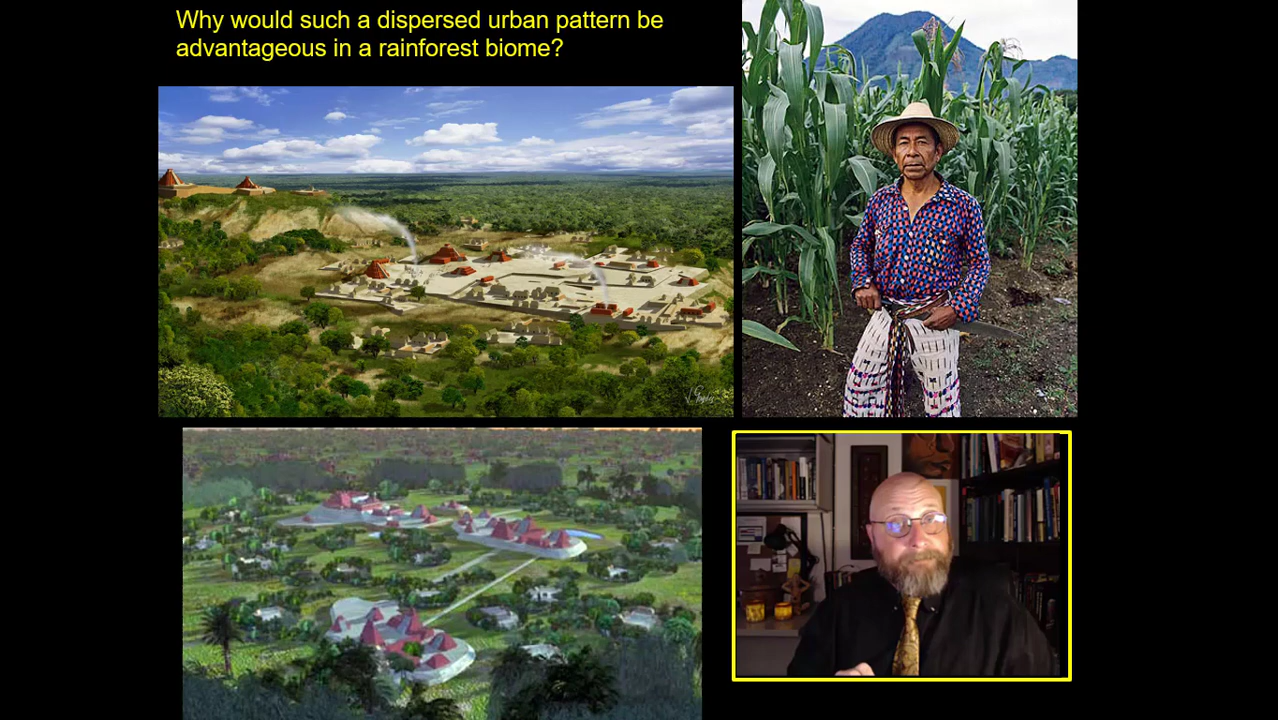 Why would such a dispersed urban pattern be
advantageous in a rainforest biome?